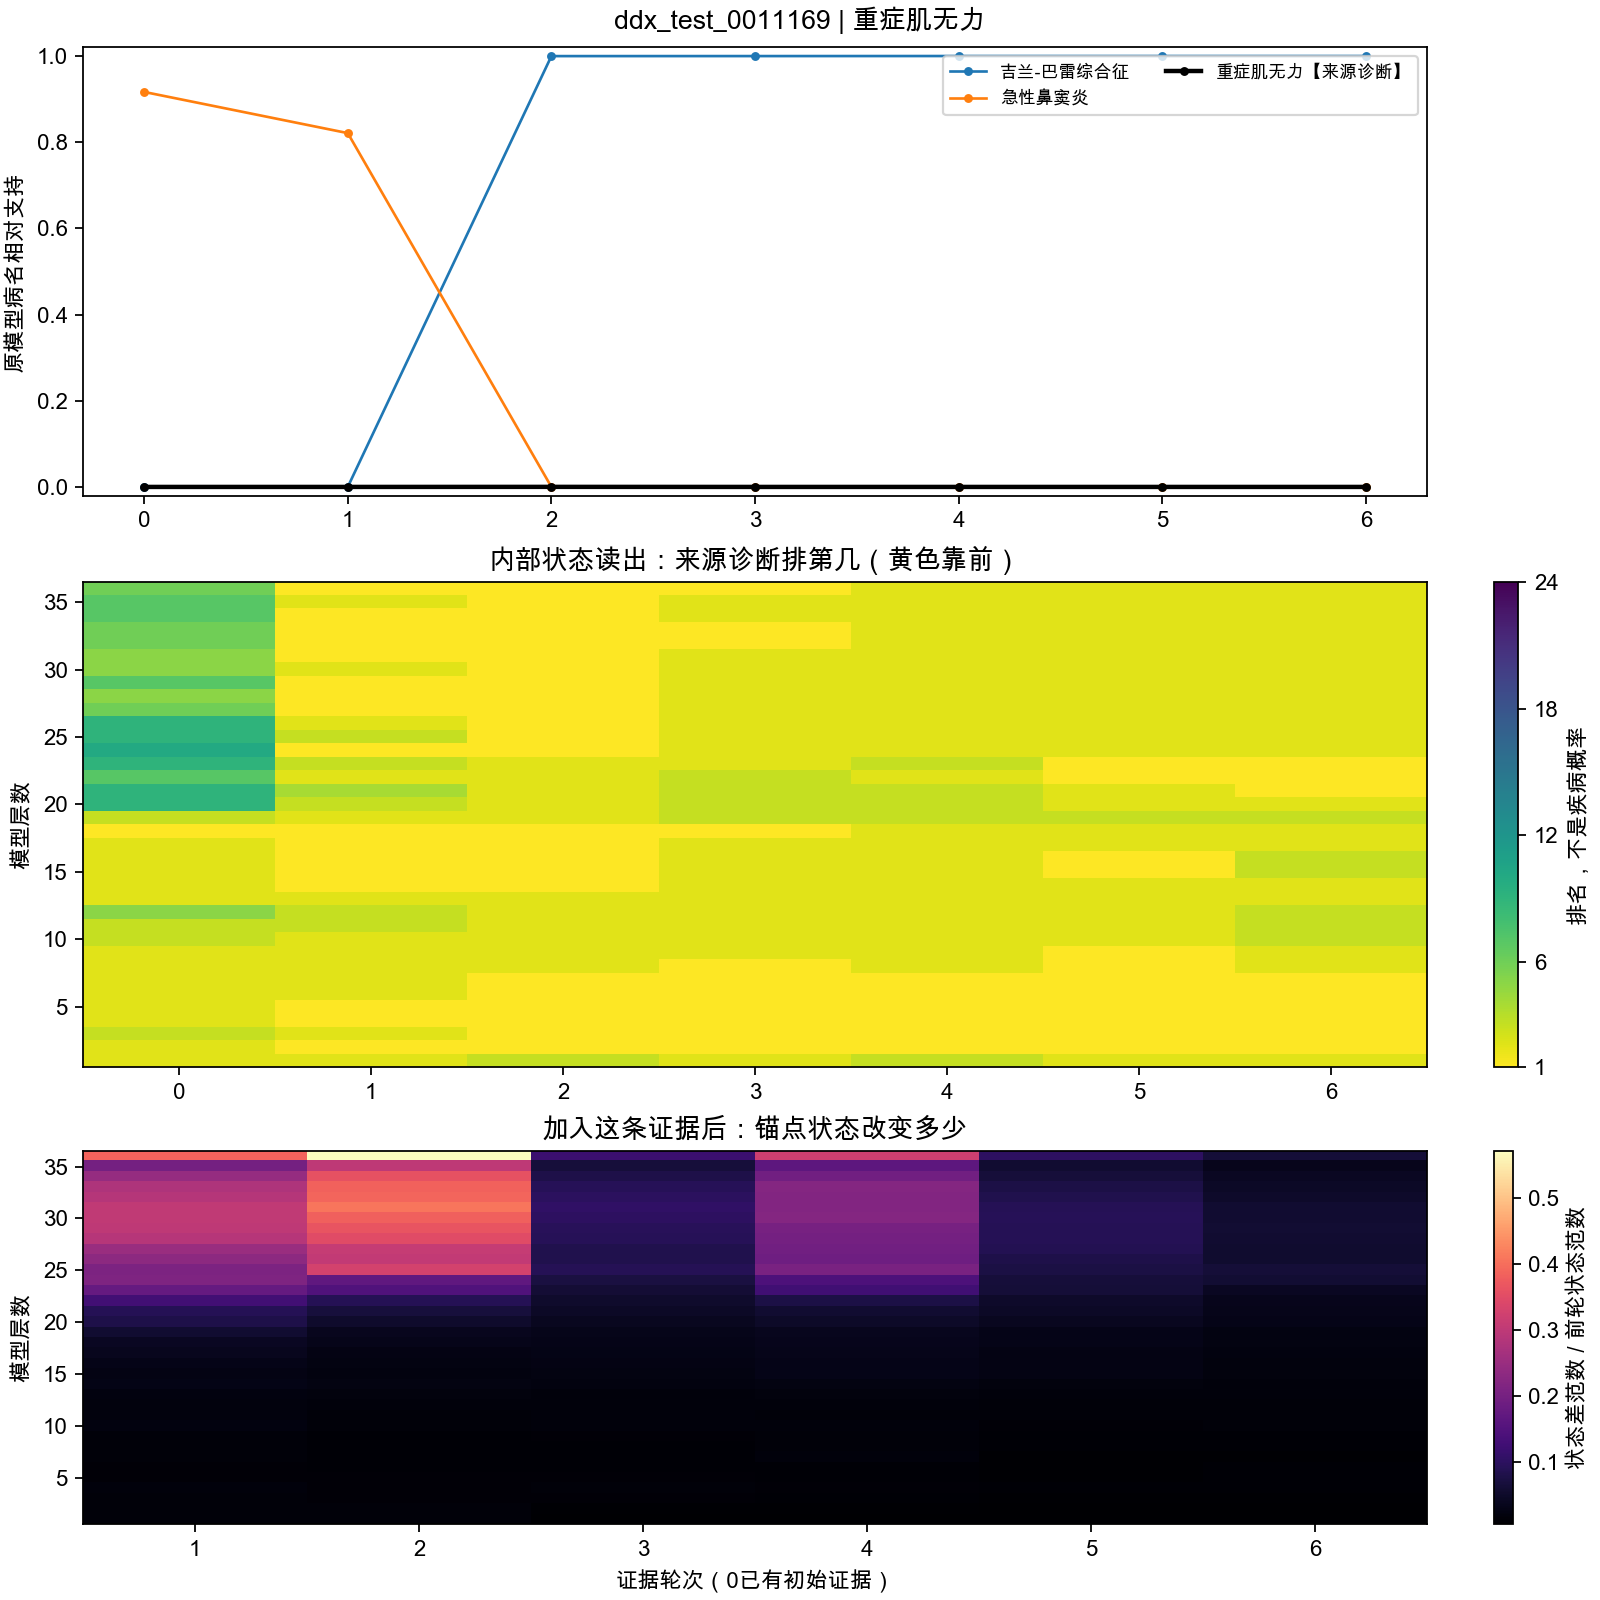 ddx_test_0011169 | 重症肌无力
原模型病名相对支持
1.0
0.8
0.6
0.4
0.2
0.0
吉兰-巴雷综合征
急性鼻窦炎
重症肌无力【来源诊断】
0 1 2 3 4 5 6
内部状态读出：来源诊断排第几（黄色靠前）
模型层数
35
30
25
20
15
10
5
0 1 2 3 4 5 6
24
18
12
6
1
排名，不是疾病概率
加入这条证据后：锚点状态改变多少
模型层数
35
30
25
20
15
10
5
1 2 3 4 5 6
证据轮次（0已有初始证据）
0.5
0.4
0.3
0.2
0.1
状态差范数 / 前轮状态范数